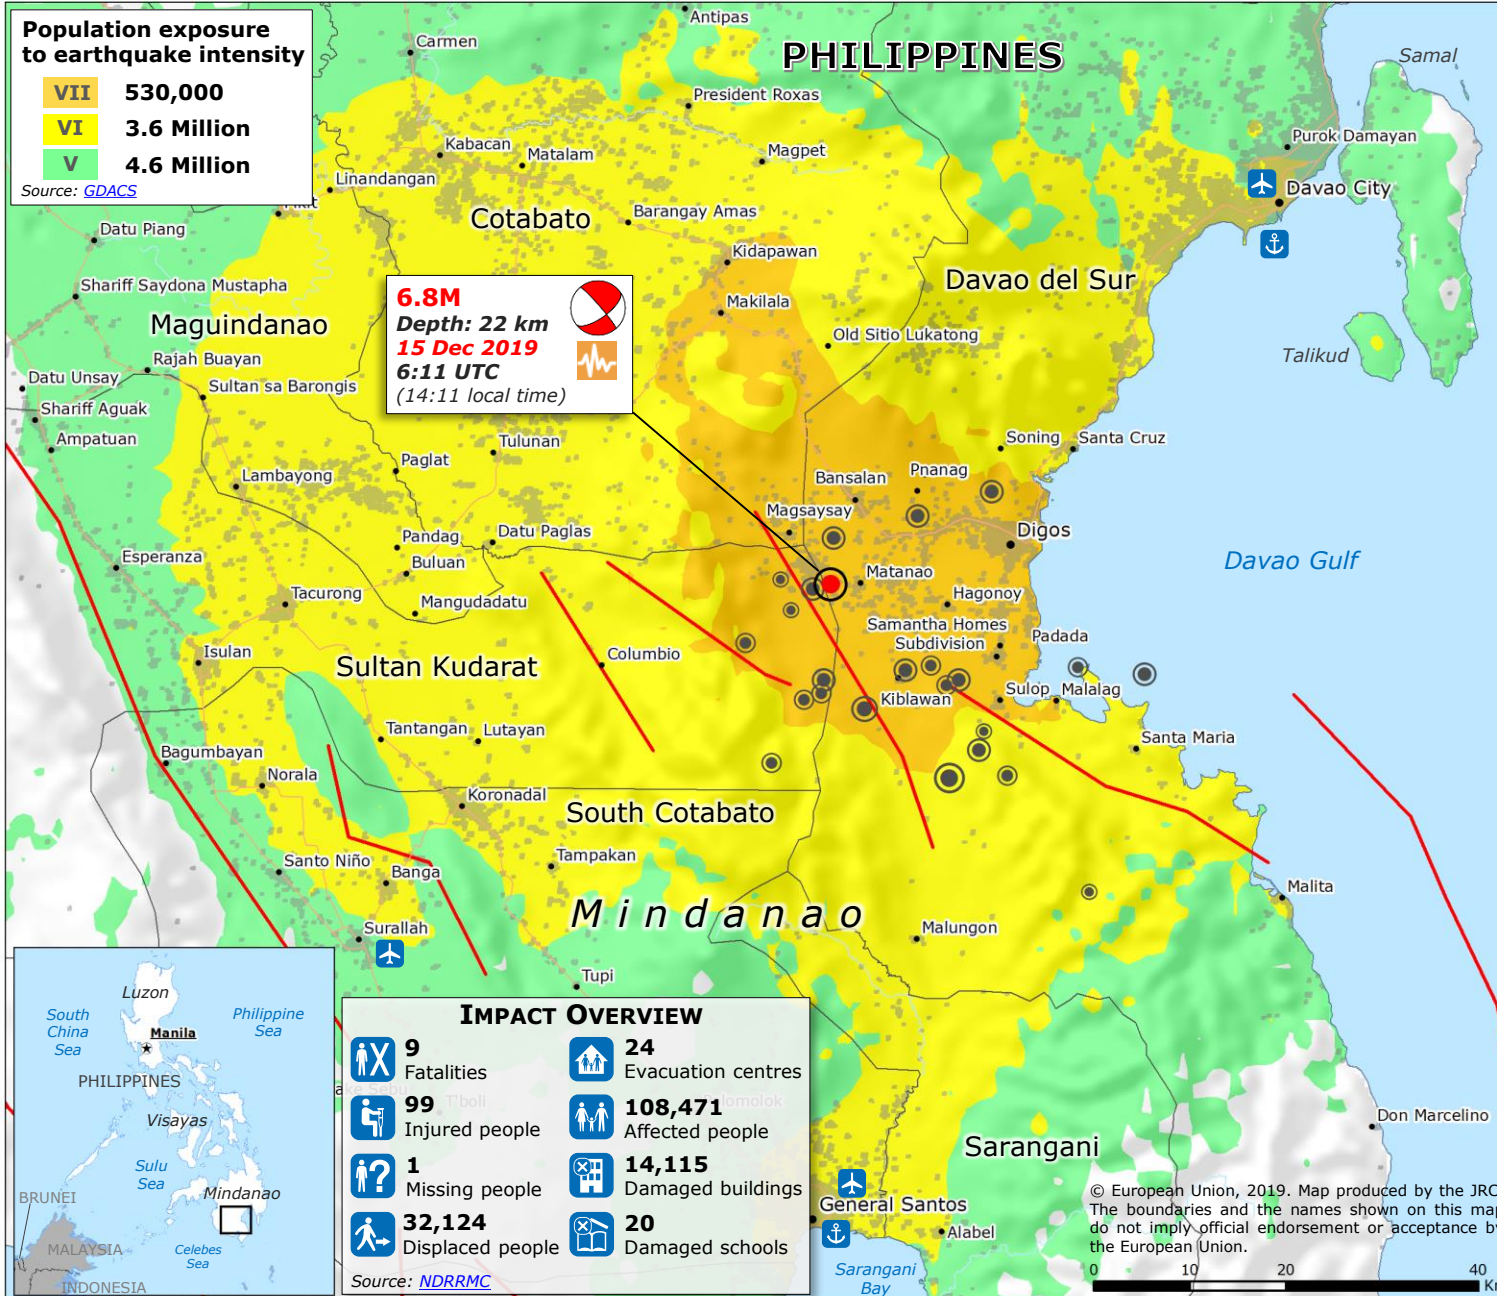 Population exposure
to earthquake intensity
VII 530,000
VI 3.6 Million
V 4.6 Million
Source: GDACS
PHILIPPINES
Antipas
Carmen
Samal
President Roxas
Purok Damayan
Kabacan
Matalam
Magpet
Linandangan
Davao City
Cotabato
Barangay Amas
Datu Piang
Kidapawan
Davao del Sur
Shariff Saydona Mustapha
Makilala
Maguindanao
6.8M
Depth: 22 km
15 Dec 2019
6:11 UTC
(14:11 local time)
Old Sitio Lukatong
Talikud
Rajah Buayan
Datu Unsay
Sultan sa Barongis
Shariff Aguak
Ampatuan
Tulunan
Soning
Santa Cruz
Paglat
Lambayong
Bansalan
Pnanag
Magsaysay
Digos
Pandag
Datu Paglas
Esperanza
Buluan
Matanao
Davao Gulf
Tacurong
Mangudadatu
Hagonoy
Samantha Homes
Subdivision
Padada
Isulan
Sultan Kudarat
Columbio
Kiblawan
Sulop
Malalag
Tantangan
Lutayan
Santa Maria
Bagumbayan
Norala
Koronadal
South Cotabato
Santo Niño
Banga
Tampakan
Malita
Mindanao
Surallah
Malungon
Tupi
Luzon
South
China
Sea
Philippine
Sea
Manila
PHILIPPINES
Visayas
Sulu
Sea
Mindanao
BRUNEI
MALAYSIA
Celebes
Sea
INDONESIA
IMPACT OVERVIEW
9
Fatalities
24
Evacuation centres
99
Injured people
108,471
Affected people
1
Missing people
14,115
Damaged buildings
32,124
Displaced people
20
Damaged schools
Source: NDRRMC
T'boli
Don Marcelino
Sarangani
General Santos
Alabel
Sarangani
Bay
© European Union, 2019. Map produced by the JRC.
The boundaries and the names shown on this map
do not imply official endorsement or acceptance by
the European Union.
0 10 20 40